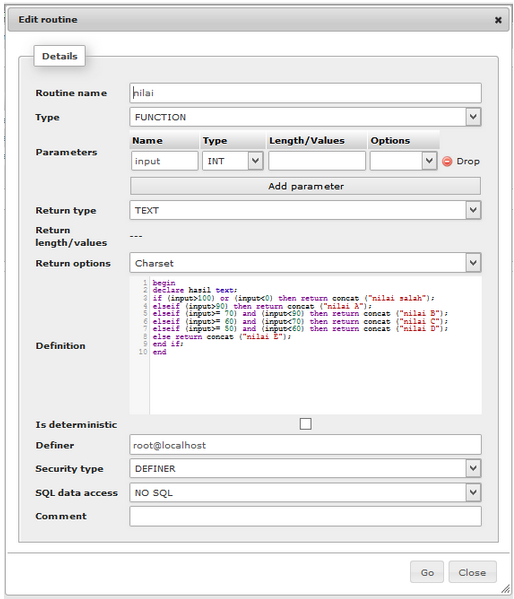 Edit routine
Details
Routine name nilai
Type FUNCTION
Parameters
Name Type Length/Values Options
input INT Drop
Add parameter
Return type TEXT
Return
length/values ---
Return options Charset
Definition
1 begin
2 declare hasil text;
3 if (input>100) or (input<0) then return concat ("nilai salah");
4 elseif (input>90) then return concat ("nilai A");
5 elseif (input>= 70) and (input<90) then return concat ("nilai B");
6 elseif (input>= 60) and (input<70) then return concat ("nilai C");
7 elseif (input>= 50) and (input<60) then return concat ("nilai D");
8 else return concat ("nilai E");
9 end if;
10 end
Is deterministic
Definer root@localhost
Security type DEFINER
SQL data access NO SQL
Comment
Go Close